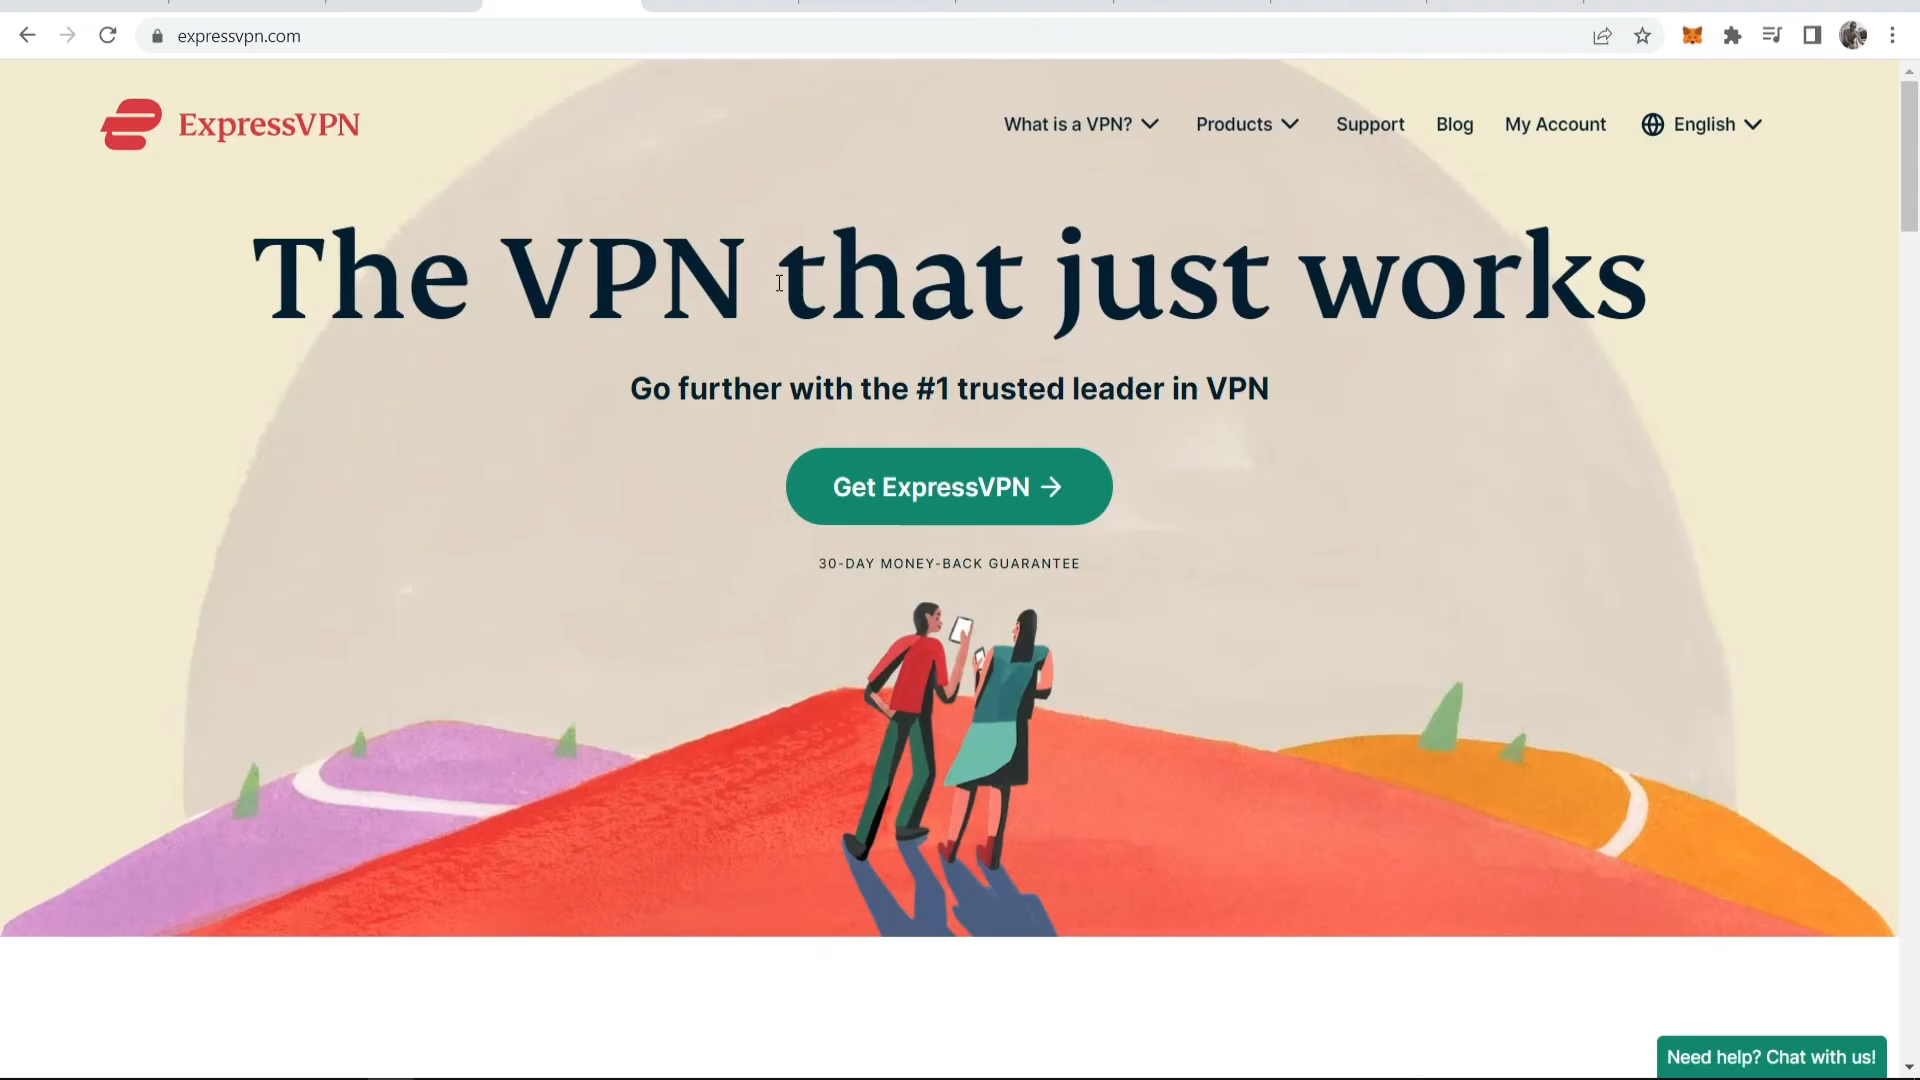 expressvpn.com
ExpressVPN
What is a VPN? Products Support Blog My Account English
The VPN that just works
Go further with the #1 trusted leader in VPN
Get ExpressVPN →
30-DAY MONEY-BACK GUARANTEE
Need help? Chat with us!